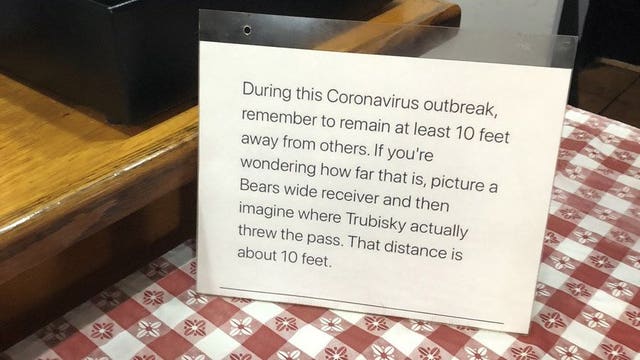 During this Coronavirus outbreak,
remember to remain at least 10 feet
away from others. If you're
wondering how far that is, picture a
Bears wide receiver and then
imagine where Trubisky actually
threw the pass. That distance is
about 10 feet.